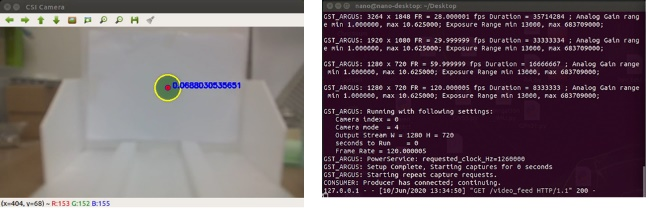 CSI Camera
0.0688030535651
(x=404, y=68) ~ R:153 G:152 B:155
nano@nano-desktop: ~/Desktop
GST_ARGUS: 3264 x 1848 FR = 28.000001 fps Duration = 35714284 ; Analog Gain rang
e min 1.000000, max 10.625000; Exposure Range min 13000, max 683709000;
GST_ARGUS: 1920 x 1080 FR = 29.999999 fps Duration = 33333334 ; Analog Gain rang
e min 1.000000, max 10.625000; Exposure Range min 13000, max 683709000;
GST_ARGUS: 1280 x 720 FR = 59.999999 fps Duration = 16666667 ; Analog Gain range
min 1.000000, max 10.625000; Exposure Range min 13000, max 683709000;
GST_ARGUS: 1280 x 720 FR = 120.000005 fps Duration = 8333333 ; Analog Gain range
min 1.000000, max 10.625000; Exposure Range min 13000, max 683709000;
GST_ARGUS: Running with following settings:
Camera index = 0
Camera mode = 4
Output Stream W = 1280 H = 720
seconds to Run = 0
Frame Rate = 120.000005
GST_ARGUS: PowerService: requested_clock_Hz=1260000
GST_ARGUS: Setup Complete, Starting captures for 0 seconds
GST_ARGUS: Starting repeat capture requests.
CONSUMER: Producer has connected; continuing.
127.0.0.1 - - [10/Jun/2020 13:34:50] "GET /video_feed HTTP/1.1" 200 -